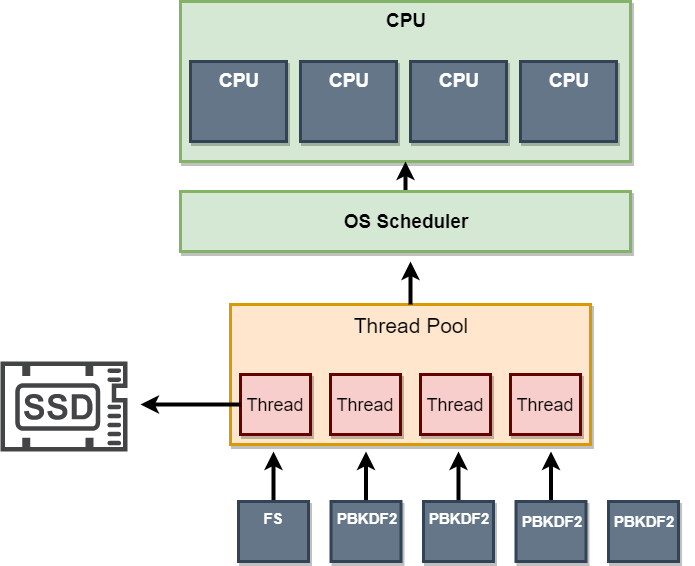 CPU
CPU
CPU
CPU
CPU
OS Scheduler
Thread Pool
SSD
Thread
Thread
Thread
Thread
FS
PBKDF2
PBKDF2
PBKDF2
PBKDF2